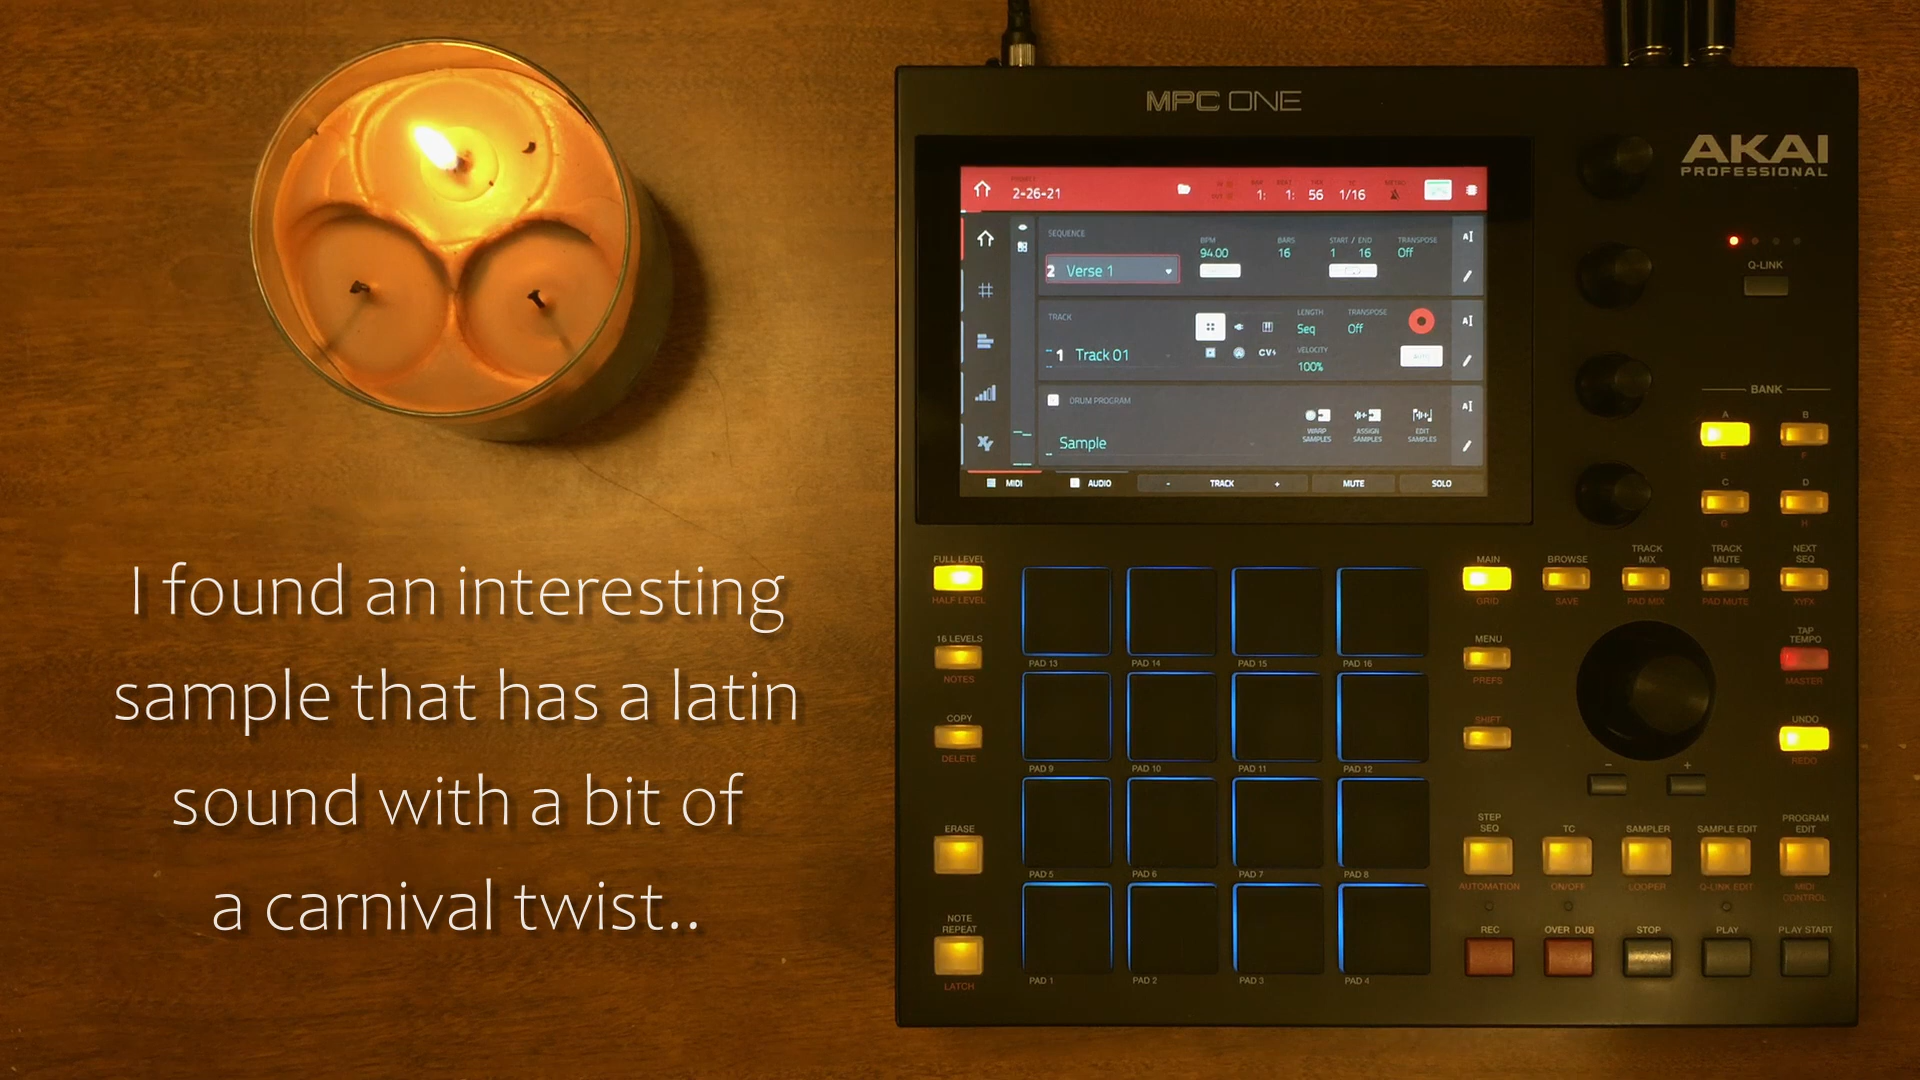 I found an interesting
sample that has a latin
sound with a bit of
a carnival twist..
MPC ONE
AKAI
PROFESSIONAL
2-26-21
1: 1: 56 1/16
SEQUENCE
2 Verse 1
BPM
94.00
BARS
16
START / END
1 16
TRANSPOSE
Off
TRACK
1 Track 01
LENGTH
Seq
TRANSPOSE
Off
VELOCITY
100%
CV
DRUM PROGRAM
Sample
WARP SAMPLES
ASSIGN SAMPLES
EDIT SAMPLES
MIDI AUDIO - TRACK + MUTE SOLO
Q-LINK
BANK
A B
E F
C D
G H
FULL LEVEL
HALF LEVEL
16 LEVELS
NOTES
COPY
DELETE
ERASE
NOTE REPEAT
LATCH
PAD 13 PAD 14 PAD 15 PAD 16
PAD 9 PAD 10 PAD 11 PAD 12
PAD 5 PAD 6 PAD 7 PAD 8
PAD 1 PAD 2 PAD 3 PAD 4
MAIN BROWSE TRACK MIX TRACK MUTE NEXT SEQ
GRID SAVE PAD MIX PAD MUTE XYFX
MENU
PREFS
TAP TEMPO
MASTER
SHIFT
UNDO
REDO
- +
STEP SEQ TC SAMPLER SAMPLE EDIT PROGRAM EDIT
AUTOMATION ON/OFF LOOPER Q-LINK EDIT MIDI CONTROL
REC OVER DUB STOP PLAY PLAY START